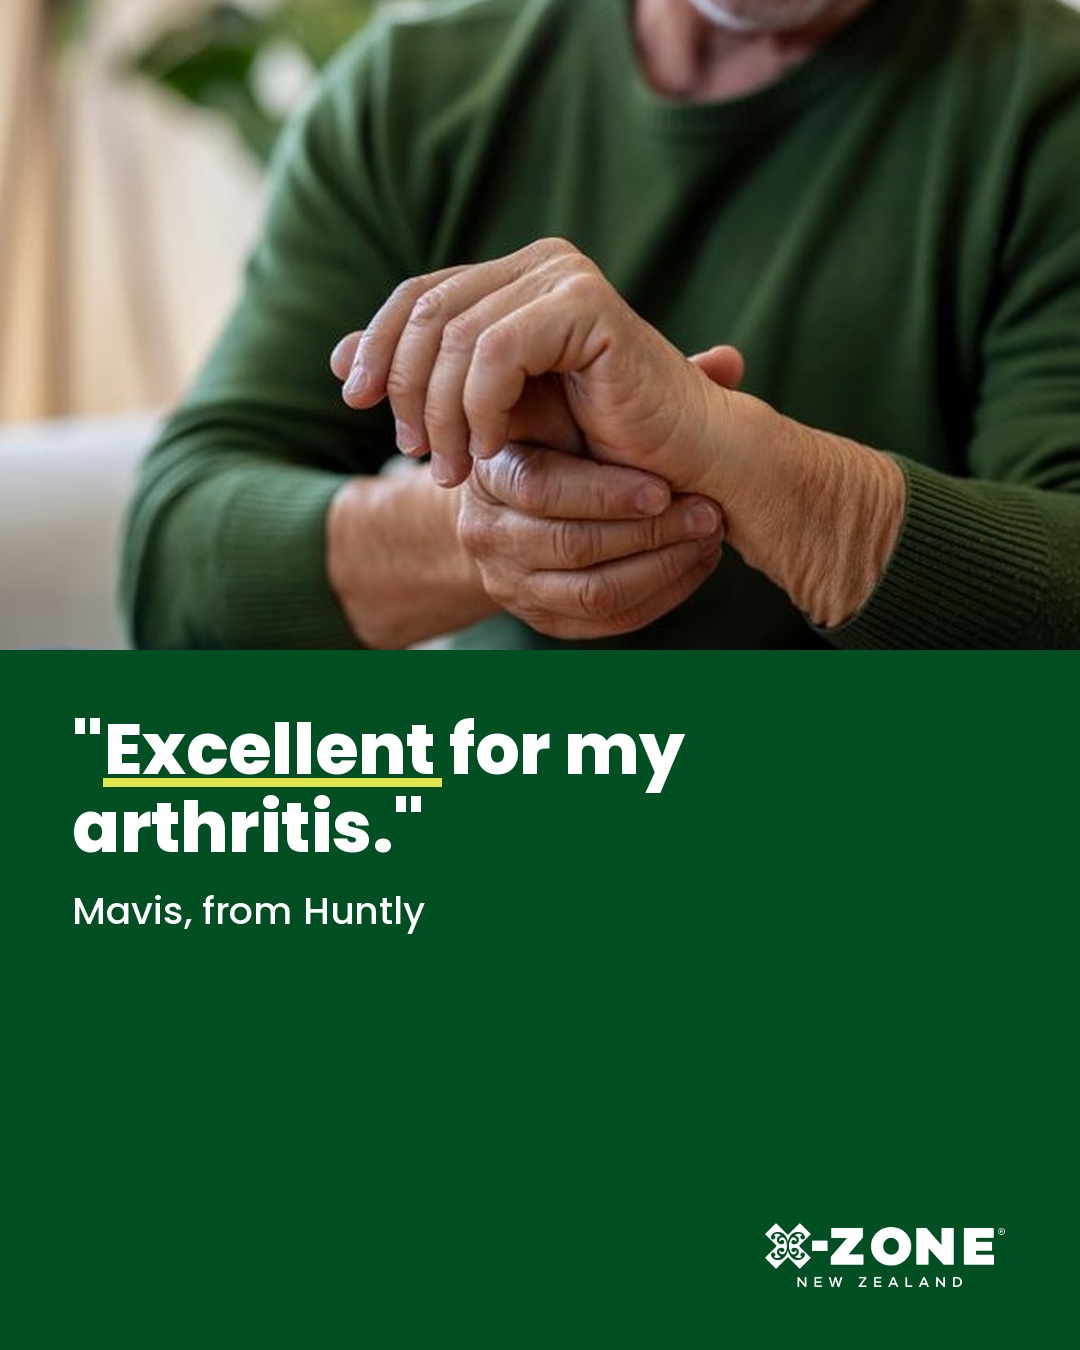 "Excellent for my
arthritis."
Mavis, from Huntly
X-ZONE®
NEW ZEALAND